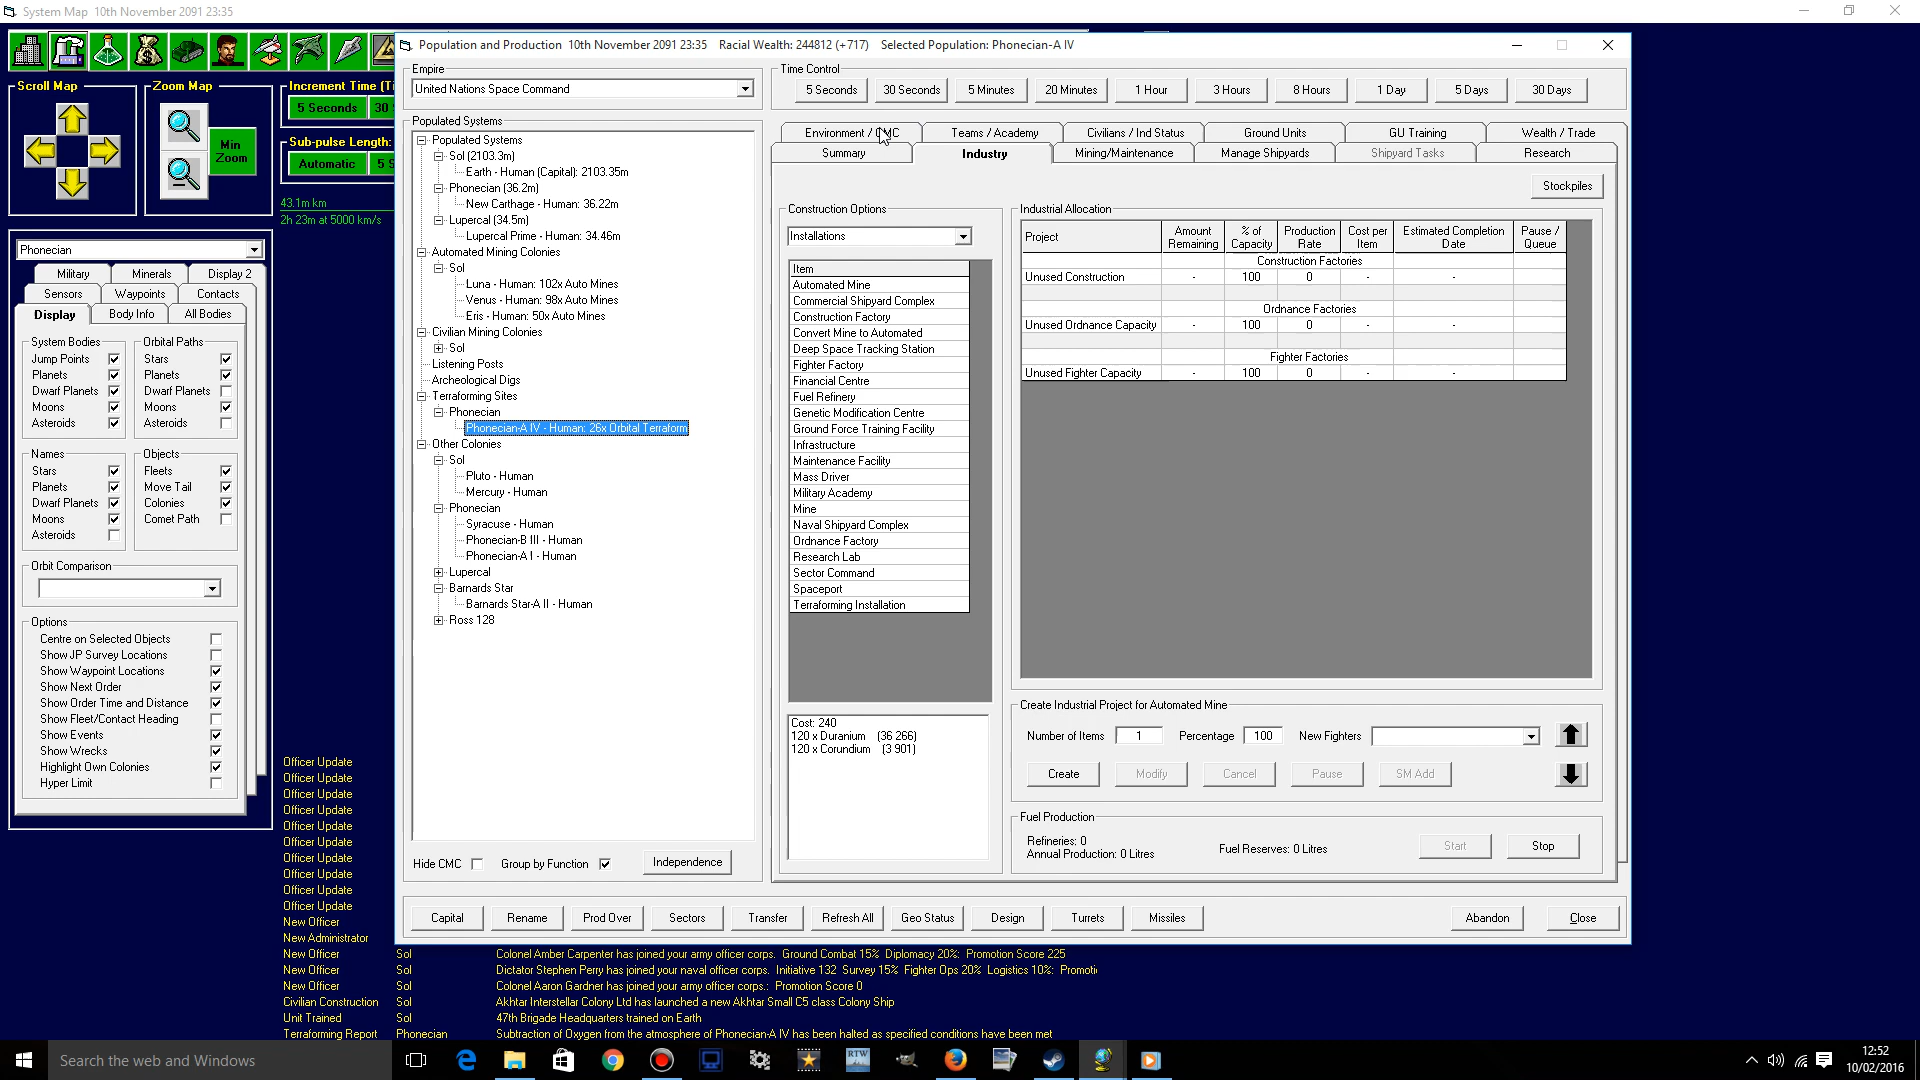 System Map  10th November 2091 23:35
Population and Production  10th November 2091 23:35  Racial Wealth: 244812 (+717)  Selected Population: Phonecian-A IV
Scroll Map
Zoom Map
Min Zoom
Increment Time (Ti
5 Seconds
30
Sub-pulse Length:
Automatic
5 S
43.1m km
2h 23m at 5000 km/s
Phonecian
Military
Minerals
Display 2
Sensors
Waypoints
Contacts
Display
Body Info
All Bodies
System Bodies
Jump Points
Planets
Dwarf Planets
Moons
Asteroids
Orbital Paths
Stars
Planets
Dwarf Planets
Moons
Asteroids
Names
Stars
Planets
Dwarf Planets
Moons
Asteroids
Objects
Fleets
Move Tail
Colonies
Comet Path
Orbit Comparison
Options
Centre on Selected Objects
Show JP Survey Locations
Show Waypoint Locations
Show Next Order
Show Order Time and Distance
Show Fleet/Contact Heading
Show Events
Show Wrecks
Highlight Own Colonies
Hyper Limit
Empire
United Nations Space Command
Populated Systems
Populated Systems
Sol (2103.3m)
Earth - Human (Capital): 2103.35m
Phonecian (36.2m)
New Carthage - Human: 36.22m
Lupercal (34.5m)
Lupercal Prime - Human: 34.46m
Automated Mining Colonies
Sol
Luna - Human: 102x Auto Mines
Venus - Human: 98x Auto Mines
Eris - Human: 50x Auto Mines
Civilian Mining Colonies
Sol
Listening Posts
Archeological Digs
Terraforming Sites
Phonecian
Phonecian-A IV - Human: 26x Orbital Terraform
Other Colonies
Sol
Pluto - Human
Mercury - Human
Phonecian
Syracuse - Human
Phonecian-B III - Human
Phonecian-A I - Human
Lupercal
Barnards Star
Barnards Star-A II - Human
Ross 128
Hide CMC
Group by Function
Independence
Time Control
5 Seconds
30 Seconds
5 Minutes
20 Minutes
1 Hour
3 Hours
8 Hours
1 Day
5 Days
30 Days
Environment / CMC
Teams / Academy
Civilians / Ind Status
Ground Units
GU Training
Wealth / Trade
Summary
Industry
Mining/Maintenance
Manage Shipyards
Shipyard Tasks
Research
Stockpiles
Construction Options
Installations
Item
Automated Mine
Commercial Shipyard Complex
Construction Factory
Convert Mine to Automated
Deep Space Tracking Station
Fighter Factory
Financial Centre
Fuel Refinery
Genetic Modification Centre
Ground Force Training Facility
Infrastructure
Maintenance Facility
Mass Driver
Military Academy
Mine
Naval Shipyard Complex
Ordnance Factory
Research Lab
Sector Command
Spaceport
Terraforming Installation
Cost: 240
120 x Duranium   (36 266)
120 x Corundium   (3 901)
Industrial Allocation
Project  Amount Remaining  % of Capacity  Production Rate  Cost per Item  Estimated Completion Date  Pause / Queue
Construction Factories
Unused Construction  -  100  0  -  -
Ordnance Factories
Unused Ordnance Capacity  -  100  0  -  -
Fighter Factories
Unused Fighter Capacity  -  100  0  -  -
Create Industrial Project for Automated Mine
Number of Items  1  Percentage  100  New Fighters
Create
Modify
Cancel
Pause
SM Add
Fuel Production
Refineries: 0
Annual Production: 0 Litres
Fuel Reserves: 0 Litres
Start
Stop
Capital
Rename
Prod Over
Sectors
Transfer
Refresh All
Geo Status
Design
Turrets
Missiles
Abandon
Close
Officer Update
Officer Update
Officer Update
Officer Update
Officer Update
Officer Update
Officer Update
Officer Update
Officer Update
Officer Update
New Officer
New Administrator
New Officer  Sol  Colonel Amber Carpenter has joined your army officer corps.  Ground Combat 15%  Diplomacy 20%:  Promotion Score 225
New Officer  Sol  Dictator Stephen Perry has joined your naval officer corps.  Initiative 132  Survey 15%  Fighter Ops 20%  Logistics 10%:  Promoti
New Officer  Sol  Colonel Aaron Gardner has joined your army officer corps.:  Promotion Score 0
Civilian Construction  Sol  Akhtar Interstellar Colony Ltd has launched a new Akhtar Small C5 class Colony Ship
Unit Trained  Sol  47th Brigade Headquarters trained on Earth
Terraforming Report  Phonecian  Subtraction of Oxygen from the atmosphere of Phonecian-A IV has been halted as specified conditions have been met
Search the web and Windows
RTW
12:52
10/02/2016